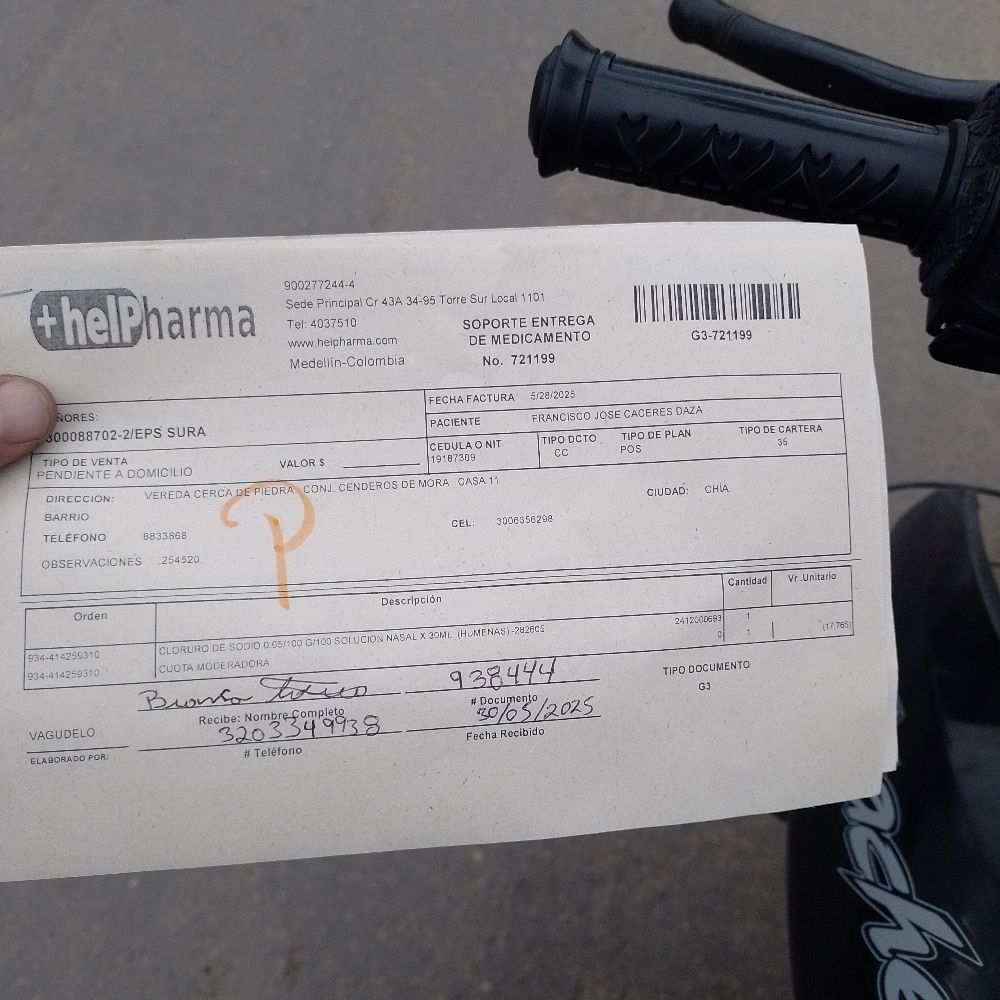 +helPharma
900277244-4
Sede Principal Cr 43A 34-95 Torre Sur Local 1101
Tel: 4037510
www.helpharma.com
Medellin-Colombia
SOPORTE ENTREGA
DE MEDICAMENTO
No. 721199
G3-721199
ÑORES:
800088702-2/EPS SURA
FECHA FACTURA 5/28/2025
PACIENTE FRANCISCO JOSE CACERES DAZA
TIPO DE VENTA
PENDIENTE A DOMICILIO
VALOR $
CEDULA O NIT
19187309
TIPO DCTO
CC
TIPO DE PLAN
POS
TIPO DE CARTERA
35
DIRECCION: VEREDA CERCA DE PIEDRA CONJ. CENDEROS DE MORA CASA 11
CIUDAD: CHÍA
BARRIO
TELÉFONO 8833868
CEL: 3006356298
OBSERVACIONES .254520.
P
Orden Descripción Cantidad Vr .Unitario
934-414259310 CLORURO DE SODIO 0.65/100 G/100 SOLUCION NASAL X 30ML (HUMENAS) -282605 2412000693 1
934-414259310 CUOTA MODERADORA 0 1 (17,765)
938444
Recibe: Nombre Completo
# Documento
3203349938
30/05/2025
# Teléfono
Fecha Recibido
VAGUDELO
ELABORADO POR:
TIPO DOCUMENTO
G3
ache